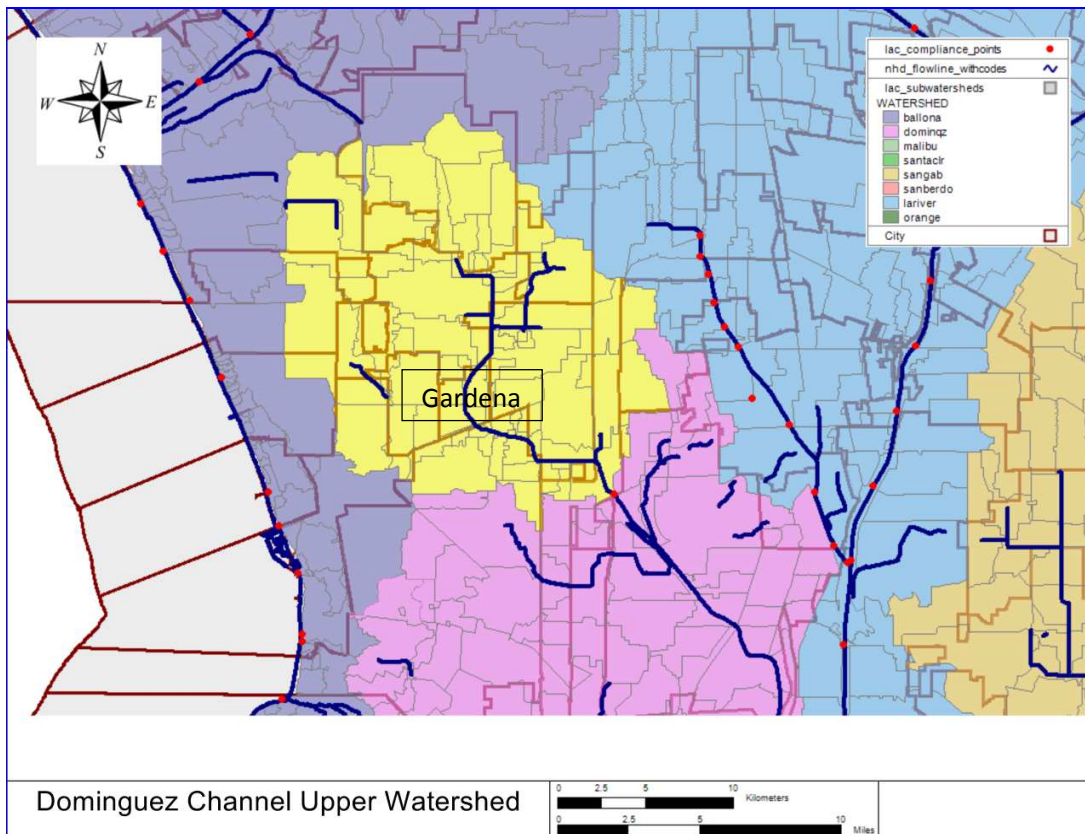 N
W E
S
lac_compliance_points
nhd_flowline_withcodes
lac_subwatersheds
WATERSHED
ballona
dominqz
malibu
santaclr
sangab
sanberdo
lariver
orange
City
Gardena
Dominguez Channel Upper Watershed
0 2.5 5 10
Kilometers
0 2.5 5 10
Miles